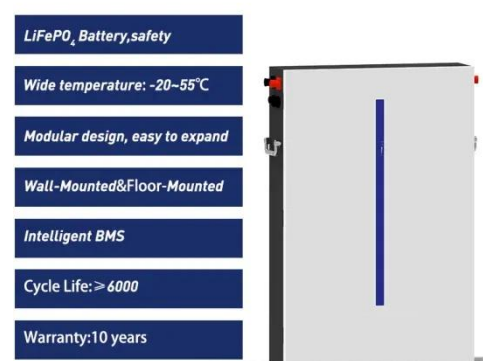 LiFePO₄ Battery,safety
Wide temperature: -20~55℃
Modular design, easy to expand
Wall-Mounted&Floor-Mounted
Intelligent BMS
Cycle Life:≥6000
Warranty:10 years